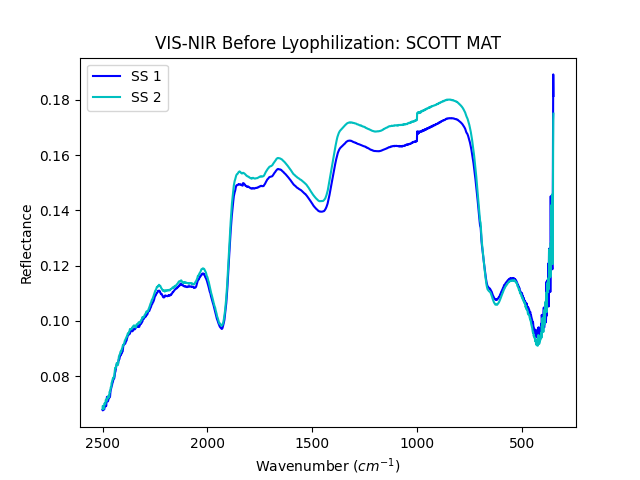 VIS-NIR Before Lyophilization: SCOTT MAT
SS 1
SS 2
0.18
0.16
0.14
0.12
0.10
0.08
Reflectance
2500 2000 1500 1000 500
Wavenumber (cm⁻¹)